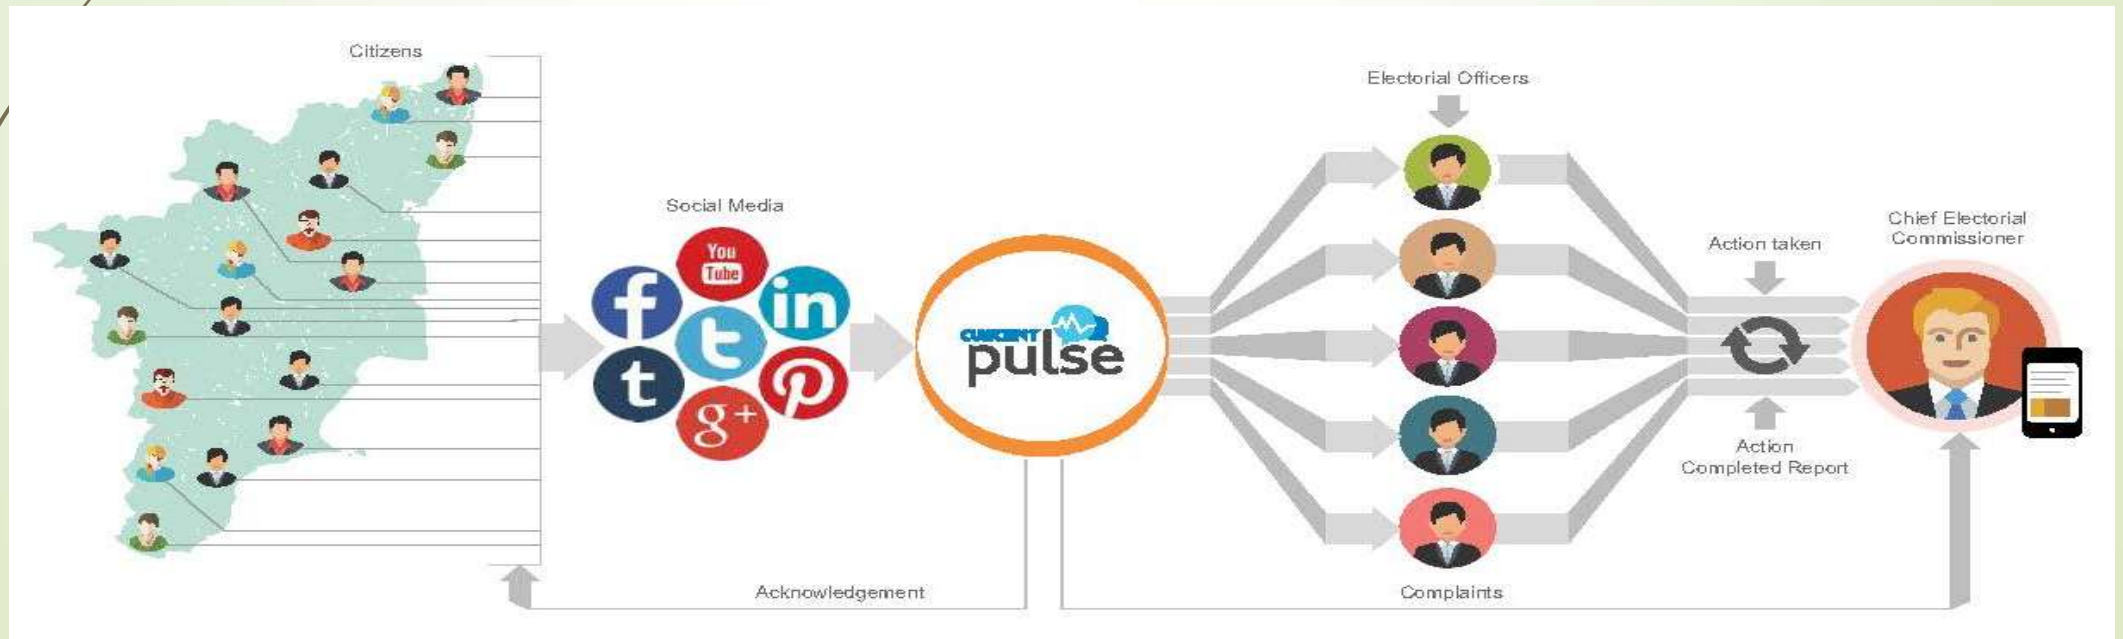 Citizens
Social Media
f
You
Tube
in
t
t
p
g+
pulse
Electorial Officers
Action taken
Action
Completed Report
Chief Electorial
Commissioner
Acknowledgement
Complaints